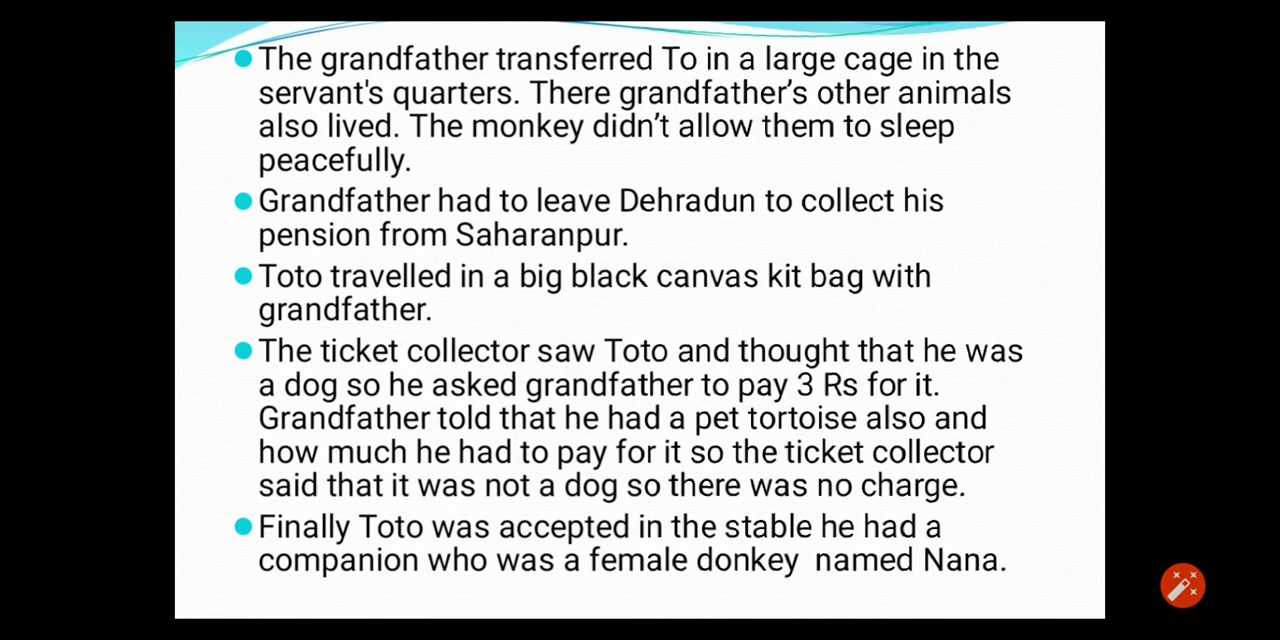 The grandfather transferred To in a large cage in the
servant's quarters. There grandfather's other animals
also lived. The monkey didn't allow them to sleep
peacefully.
Grandfather had to leave Dehradun to collect his
pension from Saharanpur.
Toto travelled in a big black canvas kit bag with
grandfather.
The ticket collector saw Toto and thought that he was
a dog so he asked grandfather to pay 3 Rs for it.
Grandfather told that he had a pet tortoise also and
how much he had to pay for it so the ticket collector
said that it was not a dog so there was no charge.
Finally Toto was accepted in the stable he had a
companion who was a female donkey  named Nana.